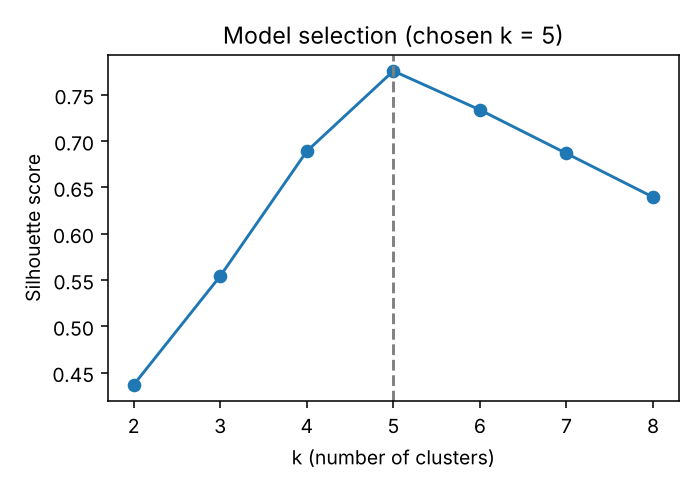 Model selection (chosen k = 5)
Silhouette score
0.75
0.70
0.65
0.60
0.55
0.50
0.45
2 3 4 5 6 7 8
k (number of clusters)